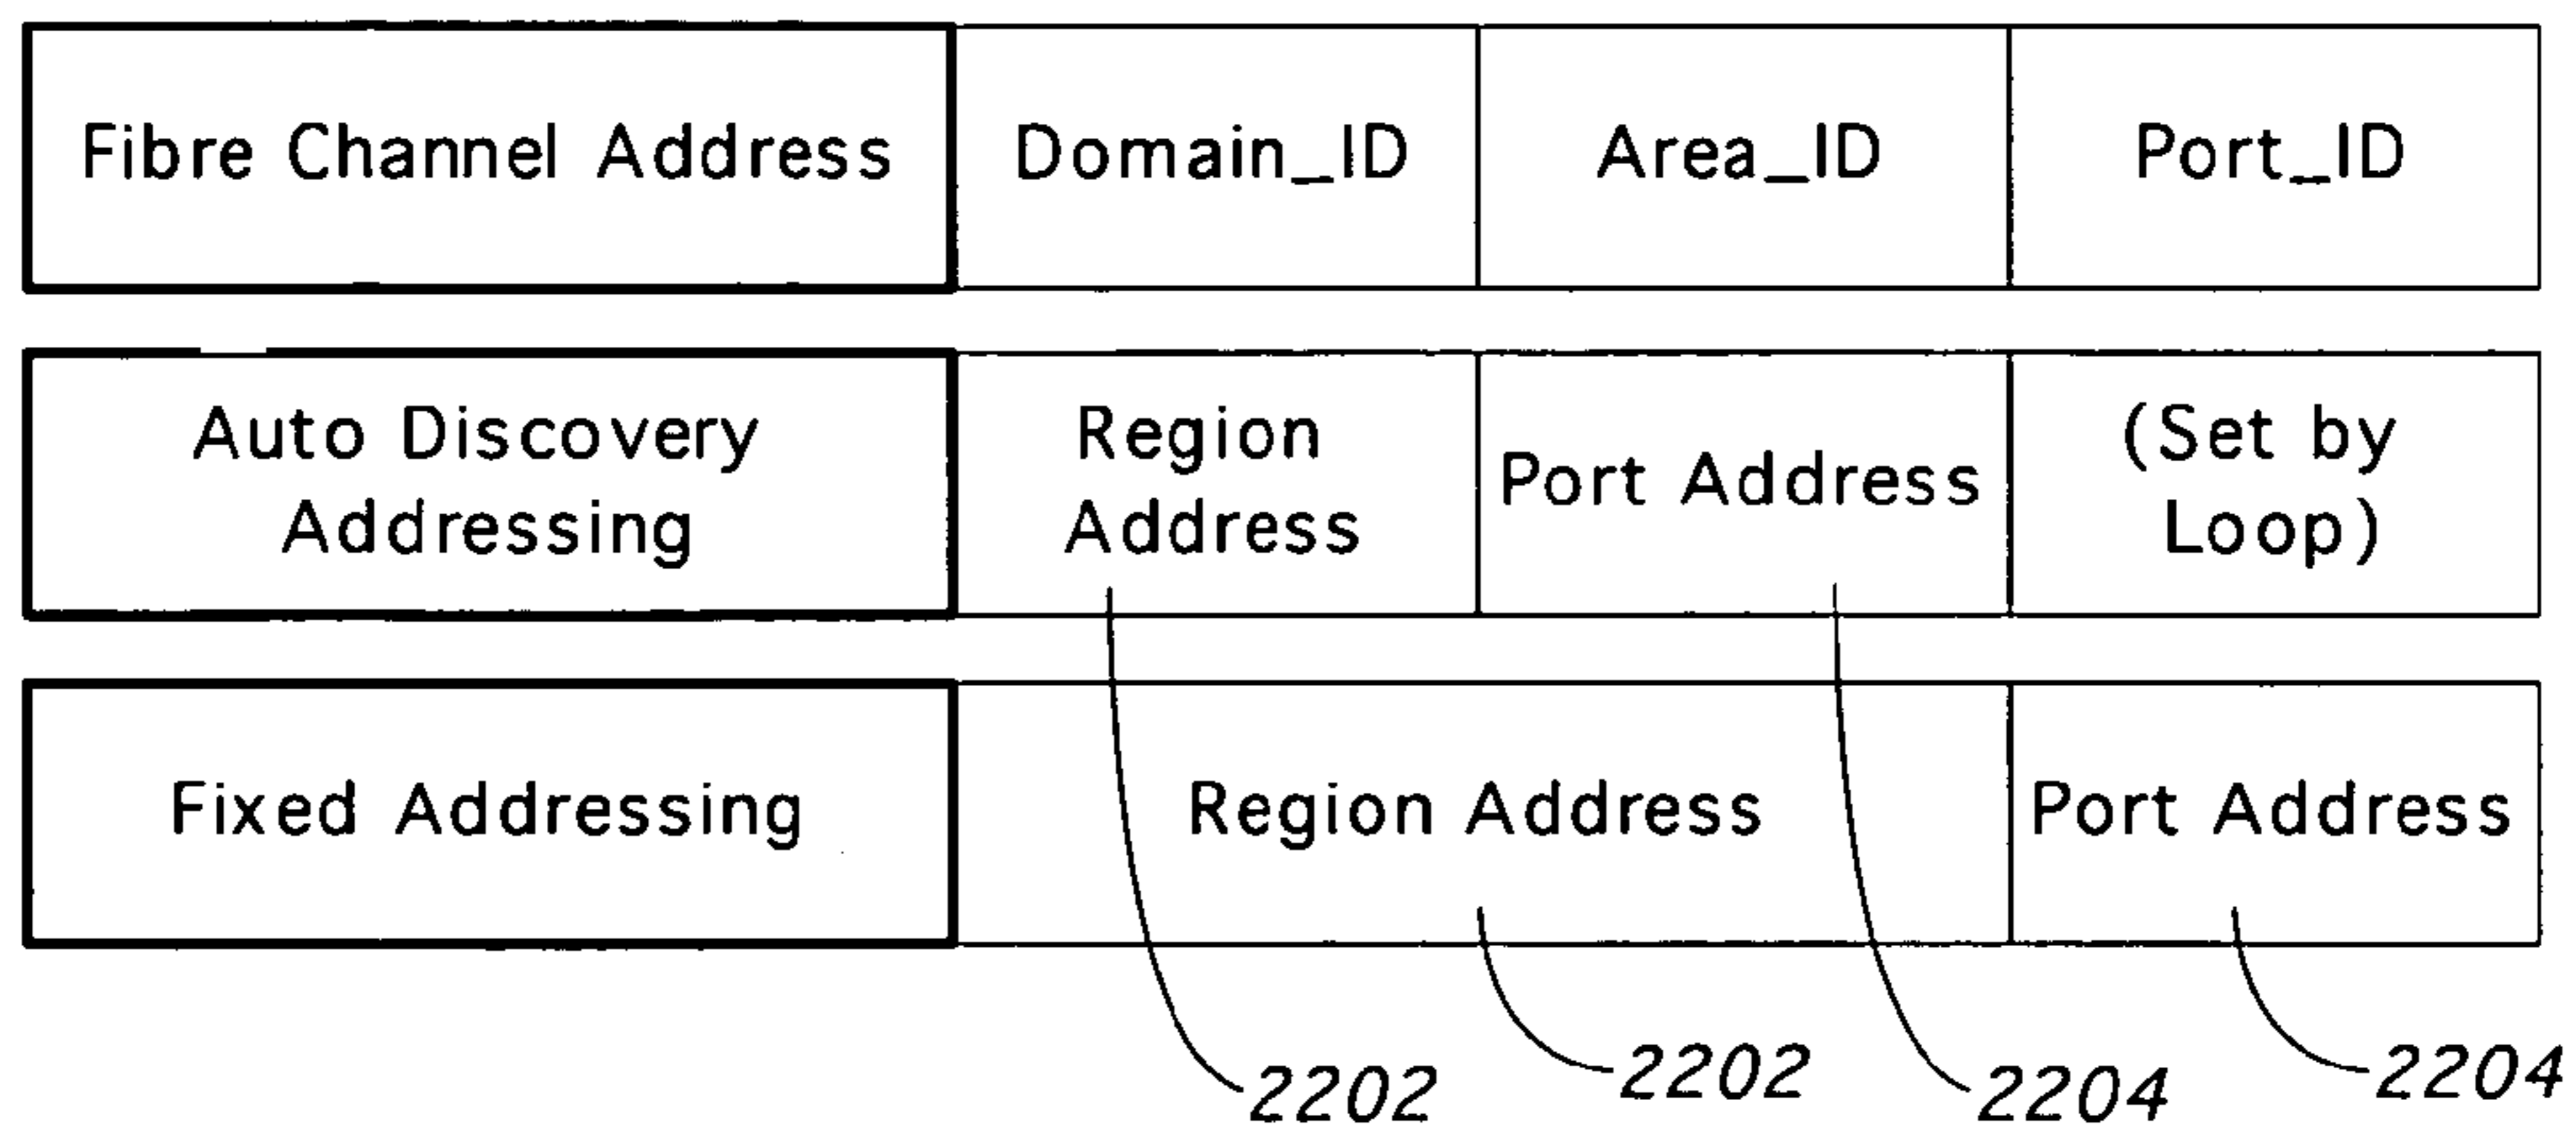 Fibre Channel Address Domain_ID Area_ID Port_ID
Auto Discovery
Addressing
Region
Address
Port Address
(Set by
Loop)
Fixed Addressing Region Address Port Address
2202 2202 2204 2204